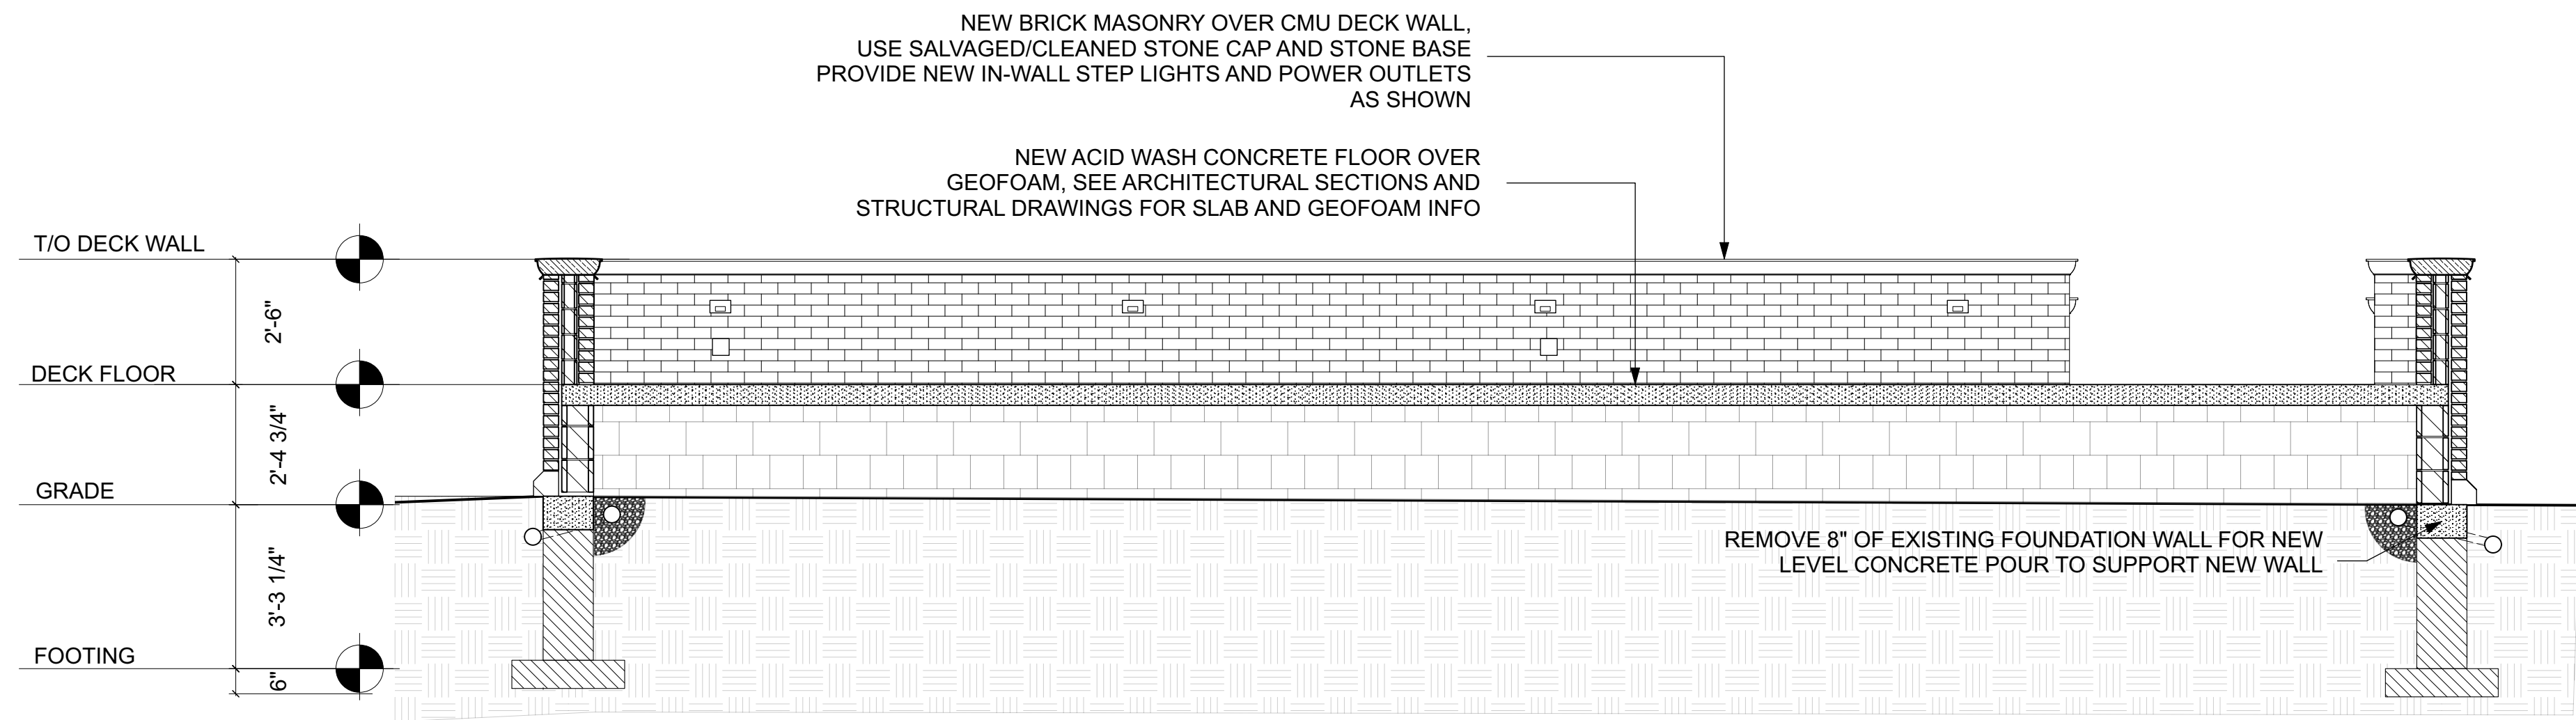 NEW BRICK MASONRY OVER CMU DECK WALL,
USE SALVAGED/CLEANED STONE CAP AND STONE BASE
PROVIDE NEW IN-WALL STEP LIGHTS AND POWER OUTLETS
AS SHOWN
NEW ACID WASH CONCRETE FLOOR OVER
GEOFOAM, SEE ARCHITECTURAL SECTIONS AND
STRUCTURAL DRAWINGS FOR SLAB AND GEOFOAM INFO
T/O DECK WALL
2'-6"
DECK FLOOR
2'-4 3/4"
GRADE
3'-3 1/4"
REMOVE 8" OF EXISTING FOUNDATION WALL FOR NEW
LEVEL CONCRETE POUR TO SUPPORT NEW WALL
FOOTING
6"